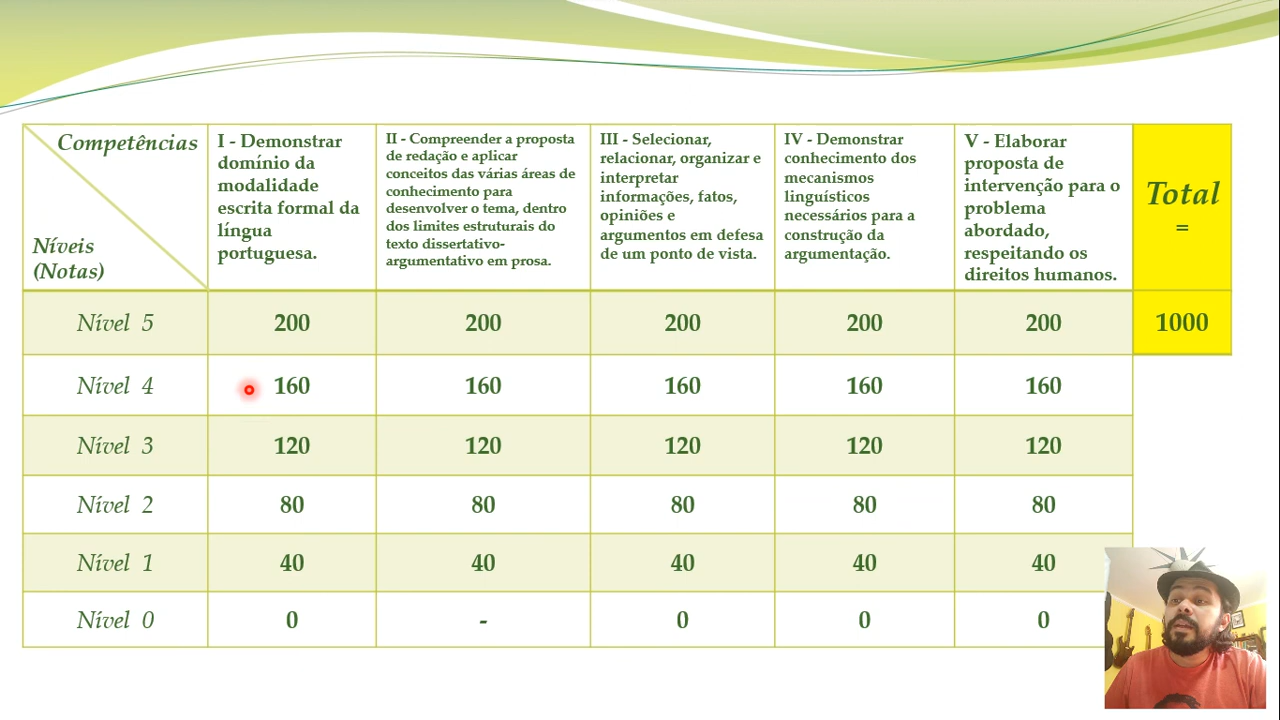 Competências
Níveis
(Notas)
I - Demonstrar
domínio da
modalidade
escrita formal da
língua
portuguesa.
II - Compreender a proposta
de redação e aplicar
conceitos das várias áreas de
conhecimento para
desenvolver o tema, dentro
dos limites estruturais do
texto dissertativo-
argumentativo em prosa.
III - Selecionar,
relacionar, organizar e
interpretar
informações, fatos,
opiniões e
argumentos em defesa
de um ponto de vista.
IV - Demonstrar
conhecimento dos
mecanismos
linguísticos
necessários para a
construção da
argumentação.
V - Elaborar
proposta de
intervenção para o
problema
abordado,
respeitando os
direitos humanos.
Total
=
Nível 5 200 200 200 200 200 1000
Nível 4 160 160 160 160 160
Nível 3 120 120 120 120 120
Nível 2 80 80 80 80 80
Nível 1 40 40 40 40 40
Nível 0 0 - 0 0 0